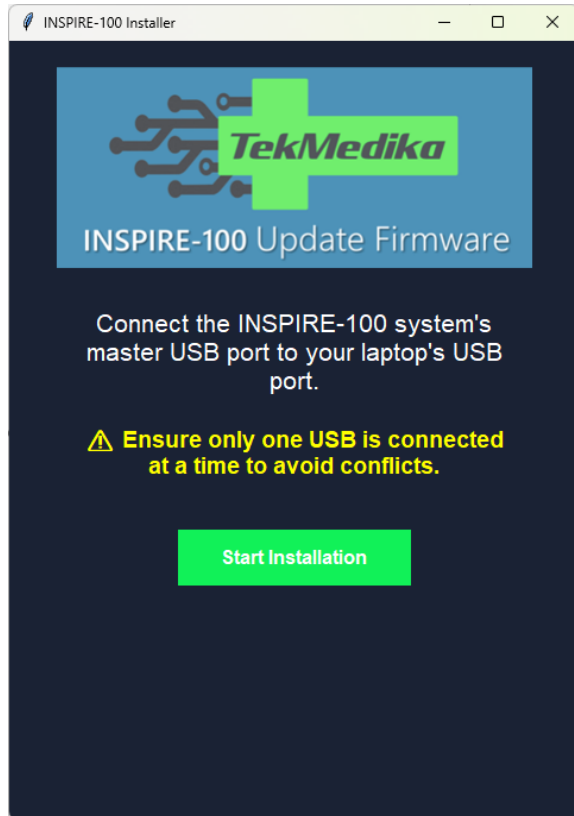 INSPIRE-100 Installer
TekMedika
INSPIRE-100 Update Firmware
Connect the INSPIRE-100 system's
master USB port to your laptop's USB
port.
⚠ Ensure only one USB is connected
at a time to avoid conflicts.
Start Installation